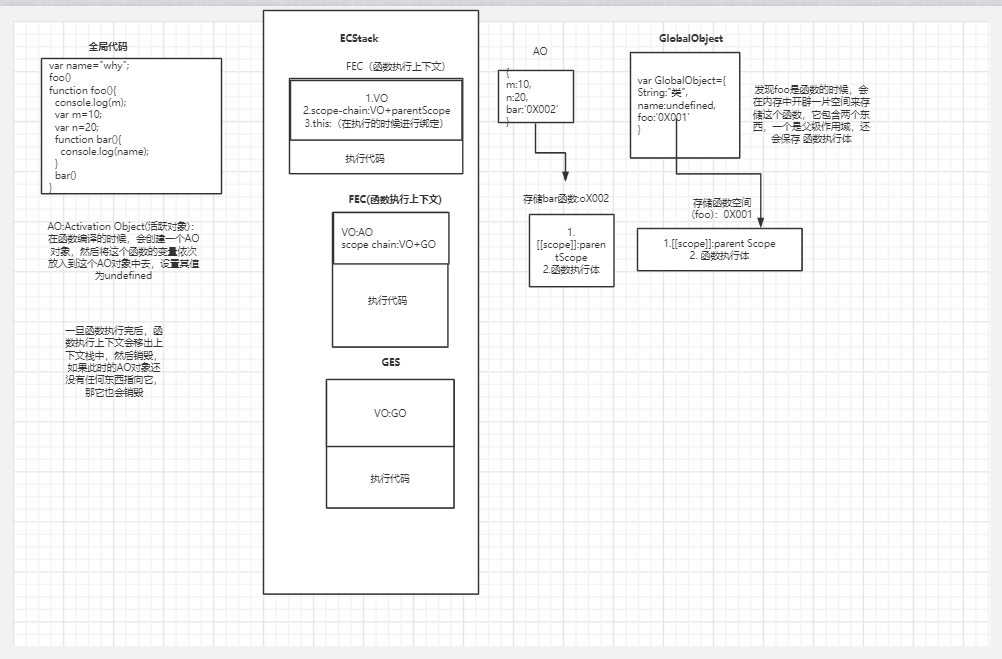 全局代码
var name="why";
foo()
function foo(){
console.log(m);
var m=10;
var n=20;
function bar(){
console.log(name);
}
bar()
}
AO:Activation Object(活跃对象):
在函数编译的时候，会创建一个AO
对象，然后将这个函数的变量依次
放入到这个AO对象中去，设置其值
为undefined
一旦函数执行完后，函
数执行上下文会移出上
下文栈中，然后销毁，
如果此时的AO对象还
没有任何东西指向它，
那它也会销毁
ECStack
FEC（函数执行上下文）
1.VO
2.scope-chain:VO+parentScope
3.this:（在执行的时候进行绑定）
执行代码
FEC(函数执行上下文)
VO:AO
scope chain:VO+GO
执行代码
GES
VO:GO
执行代码
AO
{
m:10,
n:20,
bar:'0X002'
}
存储bar函数:oX002
1.
[[scope]]:paren
tScope
2.函数执行体
GlobalObject
var GlobalObject={
String:"类",
name:undefined,
foo:'0X001'
}
发现foo是函数的时候，会
在内存中开辟一片空间来存
储这个函数，它包含两个东
西，一个是父级作用域，还
会保存 函数执行体
存储函数空间
（foo）：0X001
1.[[scope]]:parent Scope
2. 函数执行体